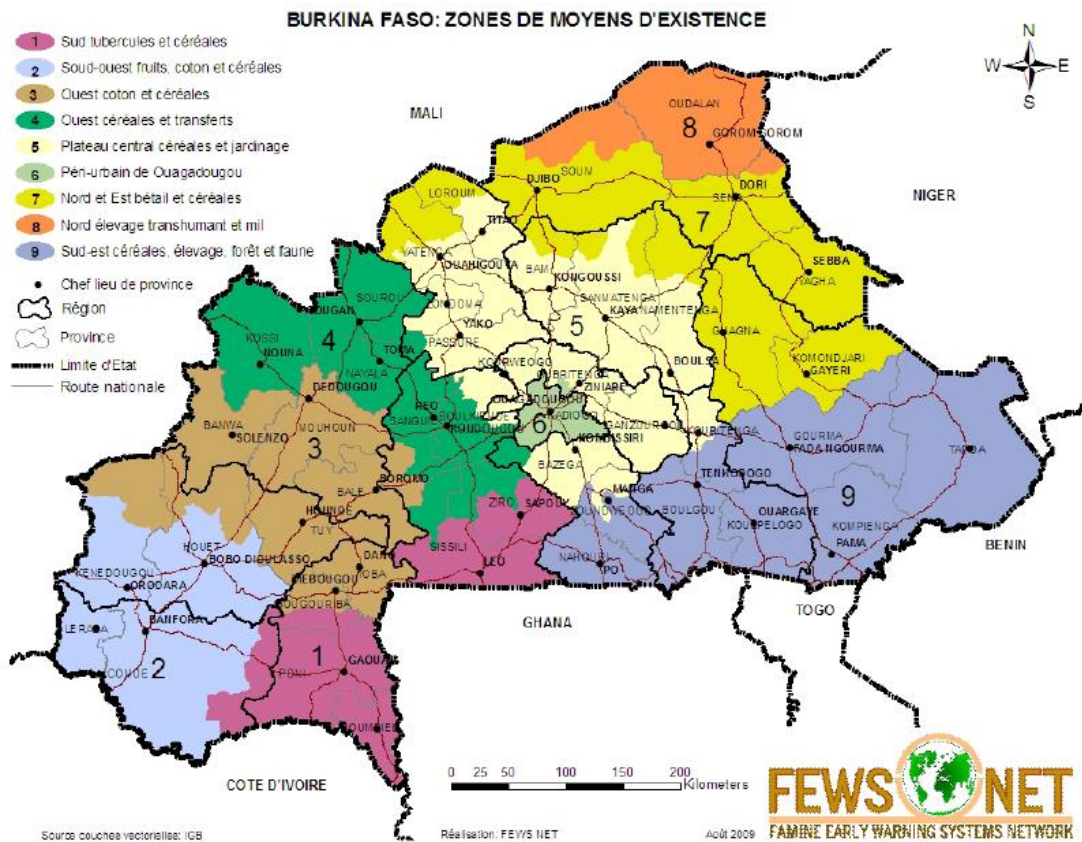 BURKINA FASO: ZONES DE MOYENS D'EXISTENCE
1 Sud tubercules et céréales
2 Soud-ouest fruits, coton et céréales
3 Ouest coton et céréales
4 Ouest céréales et transferts
5 Plateau central céréales et jardinage
6 Péri-urbain de Ouagadougou
7 Nord et Est bétail et céréales
8 Nord élevage transhumant et mil
9 Sud-est céréales, élevage, forêt et faune
Chef lieu de province
Région
Province
Limite d'Etat
Route nationale
N
W E
S
MALI
NIGER
BENIN
TOGO
GHANA
COTE D'IVOIRE
OUDALAN
8
GOROM GOROM
SOUM
DJIBO
DORI
SENO
7
LOROUM
TITAO
SEBBA
YAGHA
YATENGA
OUAHIGOUYA
BAM
KONGOUSSI
SANMATENGA
KAYA
NAMENTENGA
5
SOUROU
TOUGAN
4
KOSSI
NOUNA
TOMA
NAYALA
YAKO
PASSORE
GNAGNA
KOMONDJARI
GAYERI
BOULSA
KOURWEOGO
OUBRITENGA
ZINIARE
DEDOUGOU
REO
SANGUIE
BOULKIEMDE
KOUDOUGOU
OUAGADOUGOU
KADIOGO
6
KOMBISSIRI
GANZOURGOU
KOURITENGA
BANWA
SOLENZO
MOUHOUN
3
BAZEGA
GOURMA
FADA NGOURMA
TAPOA
BALE
BOROMO
ZIRO
SAPOUY
MANGA
TENKODOGO
BOULGOU
OUARGAYE
KOULPELOGO
9
KOMPIENGA
PAMA
HOUNDE
TUY
HOUET
BOBO DIOULASSO
DANO
IOBA
SISSILI
LEO
NAHOURI
PO
KENEDOUGOU
ORODARA
DIEBOUGOU
BOUGOURIBA
LERABA
BANFORA
COMOE
2
1
PONI
GAOUA
NOUMBIEL
0 25 50 100 150 200
Kilometers
FEWS NET
FAMINE EARLY WARNING SYSTEMS NETWORK
Source couches vectorielles: IGB
Réalisation: FEWS NET
Août 2009